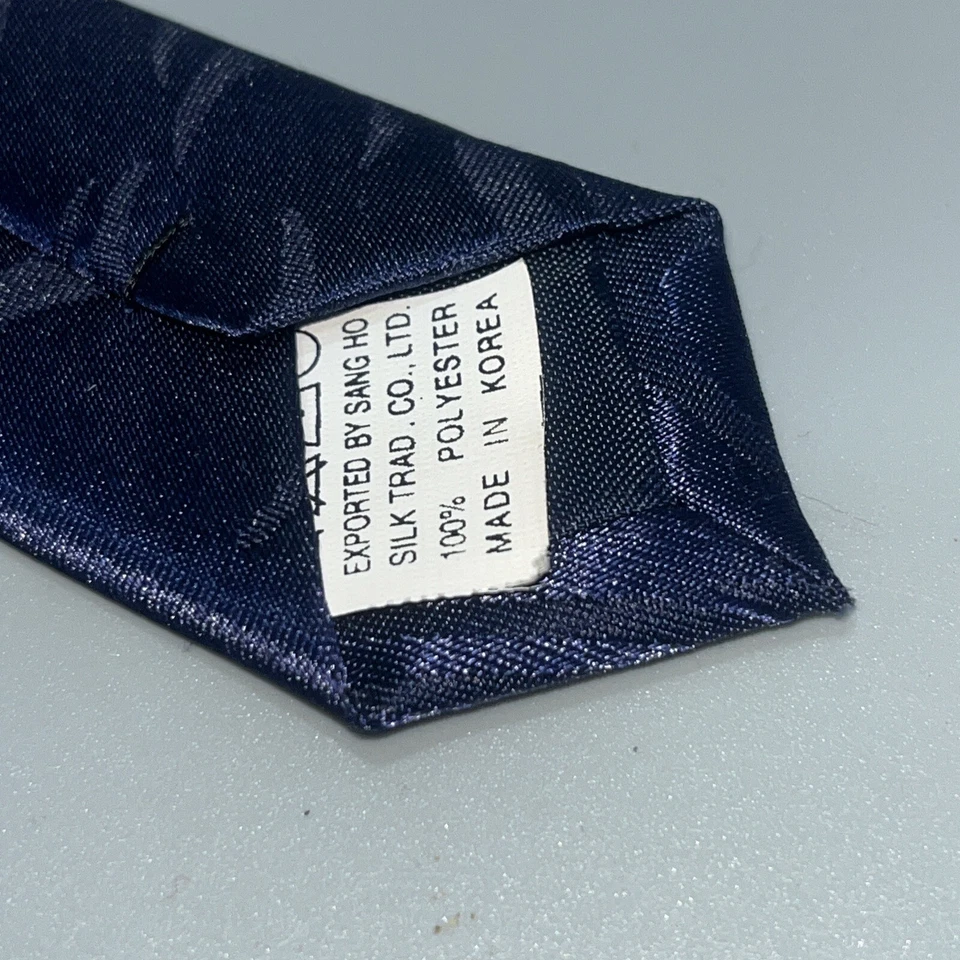 EXPORTED BY SANG HO
SILK TRAD . CO., LTD.
100% POLYESTER
MADE IN KOREA